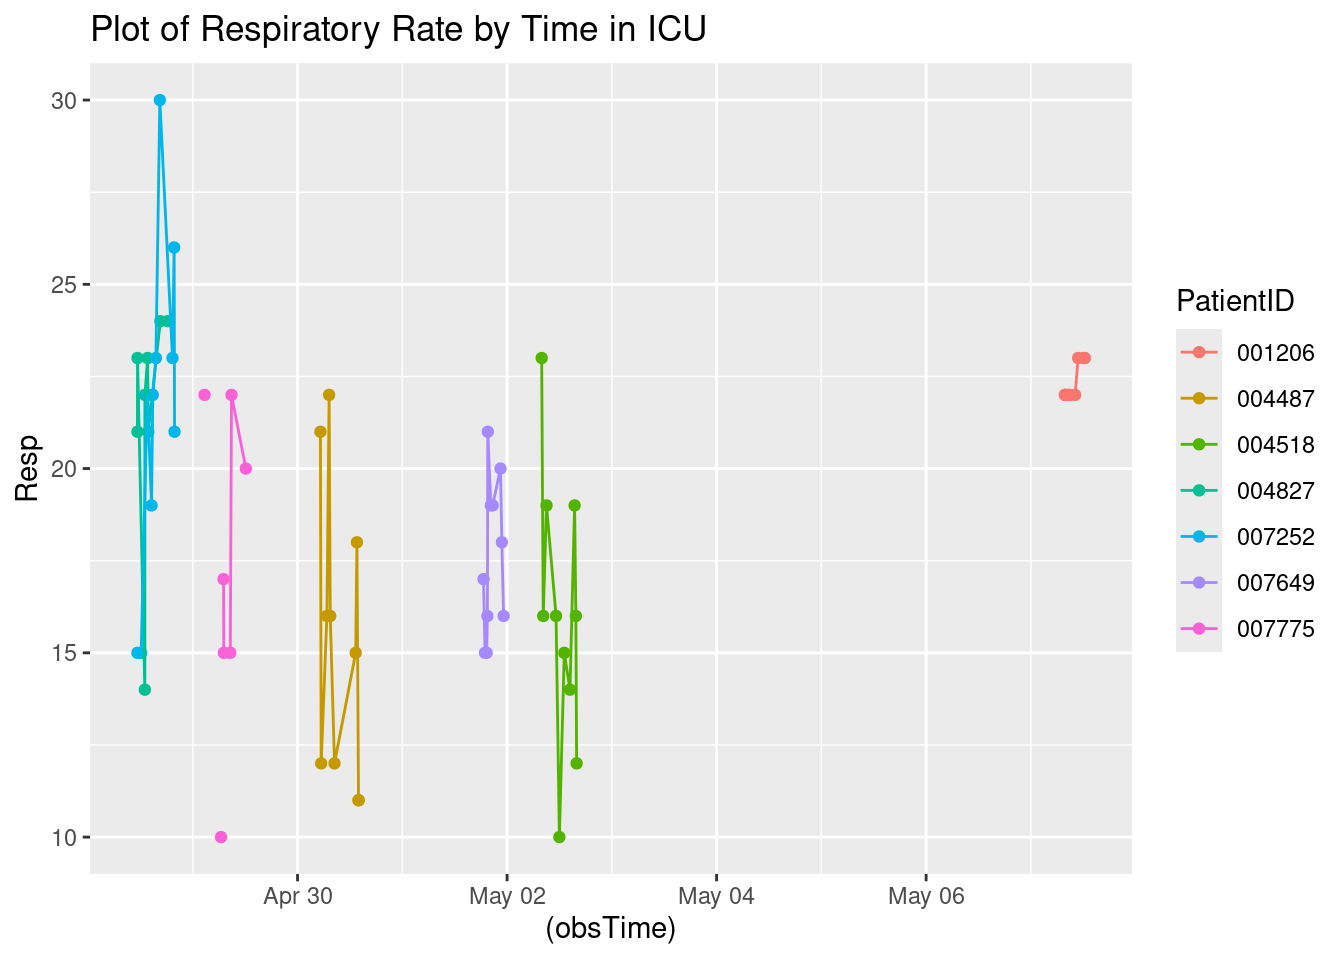 Plot of Respiratory Rate by Time in ICU
30
25
20
15
10
Resp
Apr 30
May 02
May 04
May 06
(obsTime)
PatientID
001206
004487
004518
004827
007252
007649
007775